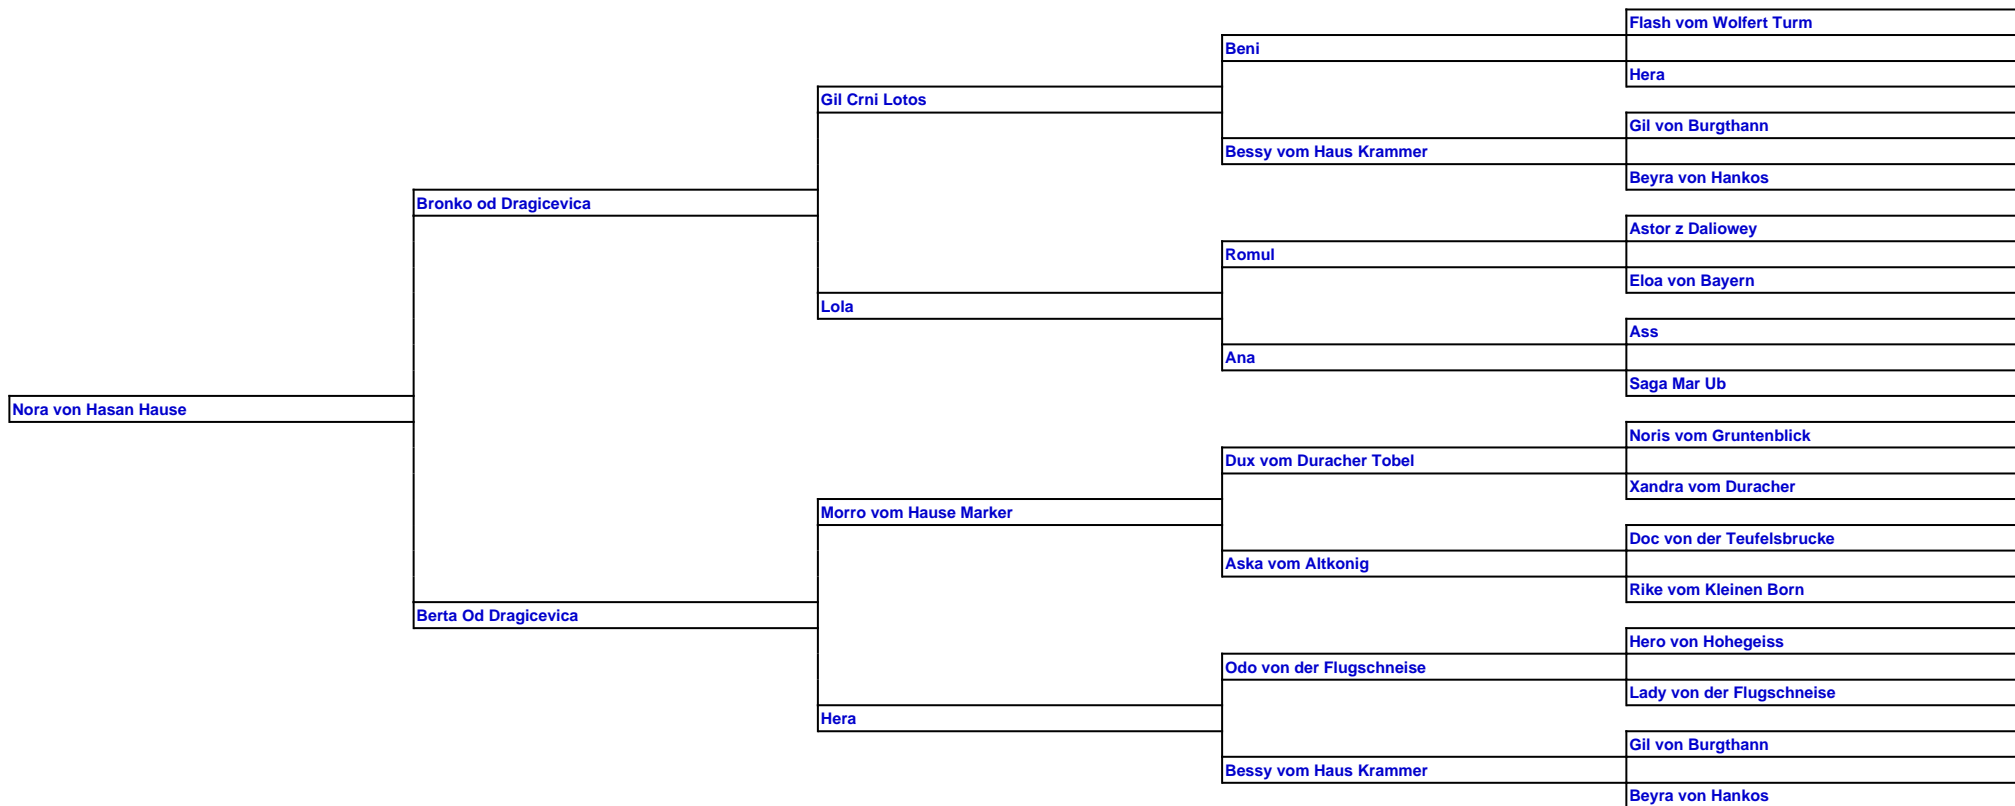 Flash vom Wolfert Turm
Beni
Hera
Gil Crni Lotos
Gil von Burgthann
Bessy vom Haus Krammer
Beyra von Hankos
Bronko od Dragicevica
Astor z Daliowey
Romul
Eloa von Bayern
Lola
Ass
Ana
Saga Mar Ub
Nora von Hasan Hause
Noris vom Gruntenblick
Dux vom Duracher Tobel
Xandra vom Duracher
Morro vom Hause Marker
Doc von der Teufelsbrucke
Aska vom Altkonig
Rike vom Kleinen Born
Berta Od Dragicevica
Hero von Hohegeiss
Odo von der Flugschneise
Lady von der Flugschneise
Hera
Gil von Burgthann
Bessy vom Haus Krammer
Beyra von Hankos